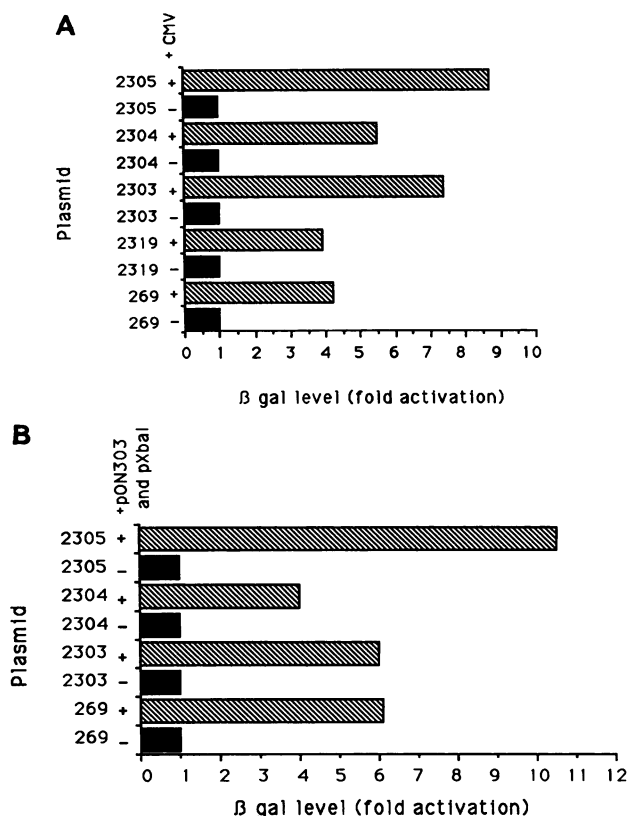 A
+ CMV
Plasmid
2305 +
2305 −
2304 +
2304 −
2303 +
2303 −
2319 +
2319 −
269 +
269 −
0 1 2 3 4 5 6 7 8 9 10
ß gal level (fold activation)
B
+pON303
and pXbaI
Plasmid
2305 +
2305 −
2304 +
2304 −
2303 +
2303 −
269 +
269 −
0 1 2 3 4 5 6 7 8 9 10 11 12
ß gal level (fold activation)